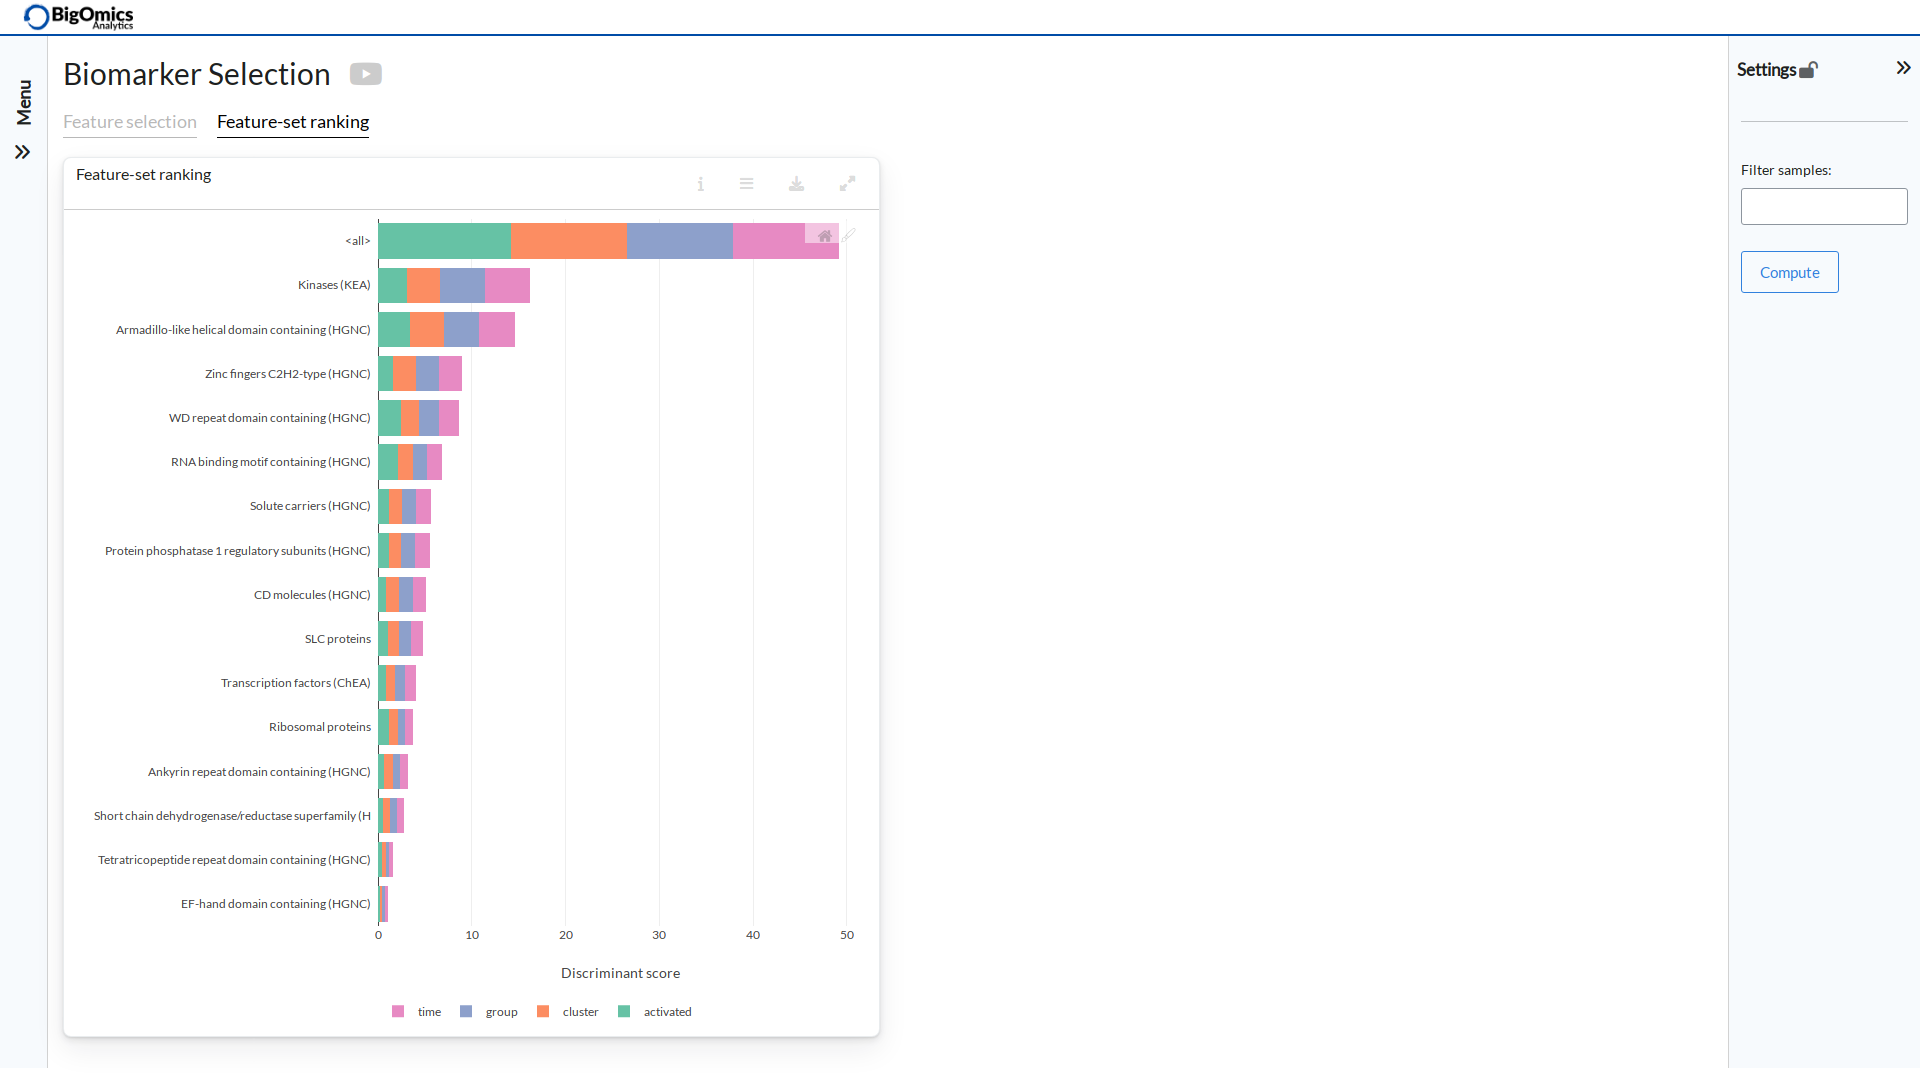 BigOmics
Analytics
Menu
Biomarker Selection
Feature selection
Feature-set ranking
Feature-set ranking
<all>
Kinases (KEA)
Armadillo-like helical domain containing (HGNC)
Zinc fingers C2H2-type (HGNC)
WD repeat domain containing (HGNC)
RNA binding motif containing (HGNC)
Solute carriers (HGNC)
Protein phosphatase 1 regulatory subunits (HGNC)
CD molecules (HGNC)
SLC proteins
Transcription factors (ChEA)
Ribosomal proteins
Ankyrin repeat domain containing (HGNC)
Short chain dehydrogenase/reductase superfamily (H
Tetratricopeptide repeat domain containing (HGNC)
EF-hand domain containing (HGNC)
0 10 20 30 40 50
Discriminant score
time group cluster activated
Settings
Filter samples:
Compute